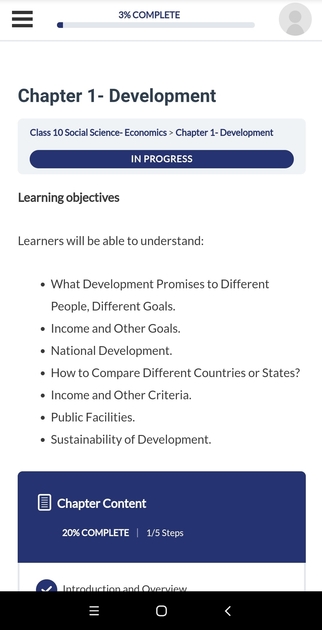 3% COMPLETE
Chapter 1- Development
Class 10 Social Science- Economics > Chapter 1- Development
IN PROGRESS
Learning objectives
Learners will be able to understand:
• What Development Promises to Different
People, Different Goals.
• Income and Other Goals.
• National Development.
• How to Compare Different Countries or States?
• Income and Other Criteria.
• Public Facilities.
• Sustainability of Development.
Chapter Content
20% COMPLETE | 1/5 Steps
Introduction and Overview